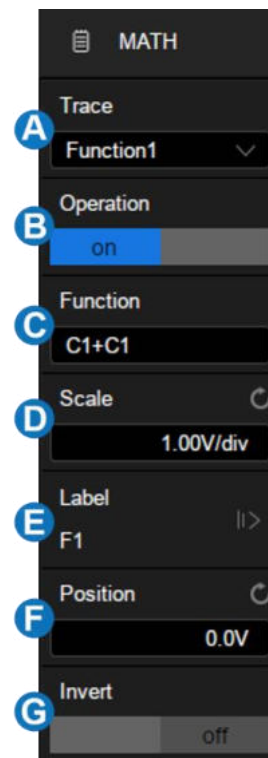 MATH
A
Trace
Function1
B
Operation
on
C
Function
C1+C1
D
Scale
1.00V/div
E
Label
F1
F
Position
0.0V
G
Invert
off